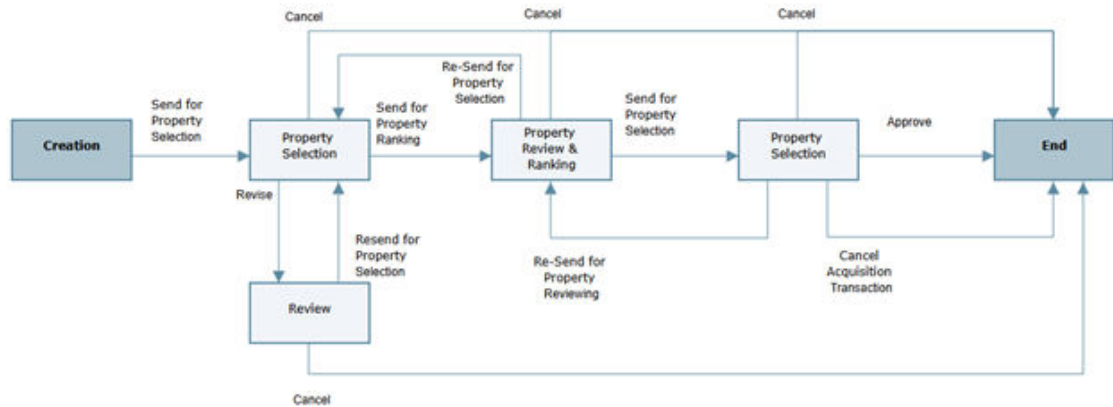 Cancel
Cancel
Cancel
Re-Send for
Property
Selection
Send for
Property
Selection
Send for
Property
Ranking
Send for
Property
Selection
Approve
Creation
Property
Selection
Property
Review &
Ranking
Property
Selection
End
Revise
Resend for
Property
Selection
Re-Send for
Property
Reviewing
Cancel
Acquisition
Transaction
Review
Cancel